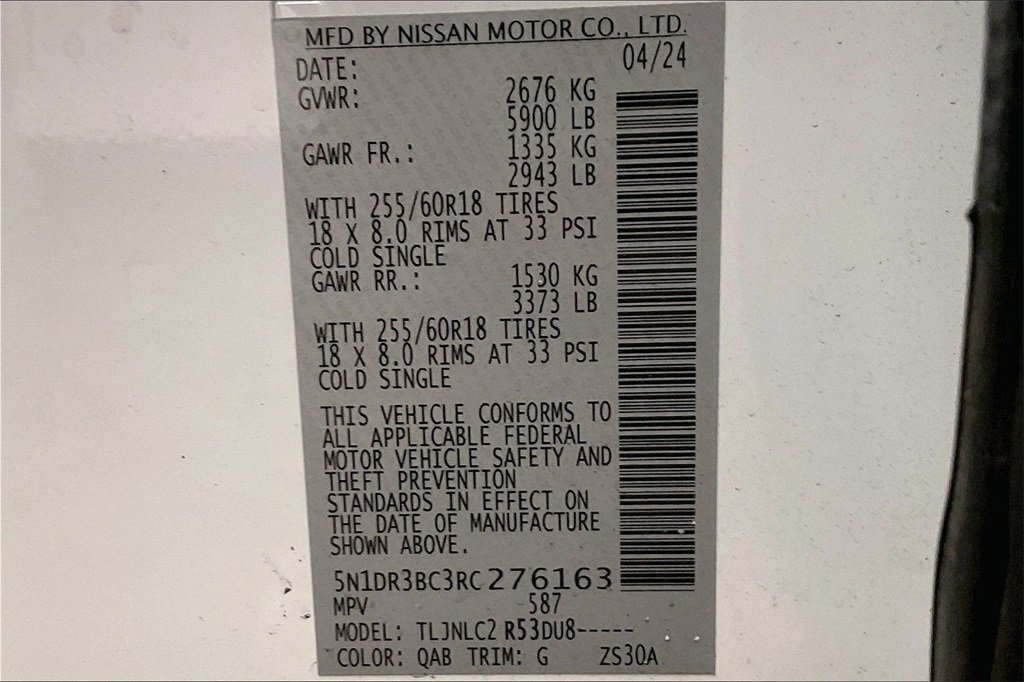 MFD BY NISSAN MOTOR CO., LTD.
DATE: 04/24
GVWR: 2676 KG
5900 LB
GAWR FR.: 1335 KG
2943 LB
WITH 255/60R18 TIRES
18 X 8.0 RIMS AT 33 PSI
COLD SINGLE
GAWR RR.: 1530 KG
3373 LB
WITH 255/60R18 TIRES
18 X 8.0 RIMS AT 33 PSI
COLD SINGLE
THIS VEHICLE CONFORMS TO
ALL APPLICABLE FEDERAL
MOTOR VEHICLE SAFETY AND
THEFT PREVENTION
STANDARDS IN EFFECT ON
THE DATE OF MANUFACTURE
SHOWN ABOVE.
5N1DR3BC3RC276163
MPV 587
MODEL: TLJNLC2 R53DU8-----
COLOR: QAB TRIM: G ZS30A